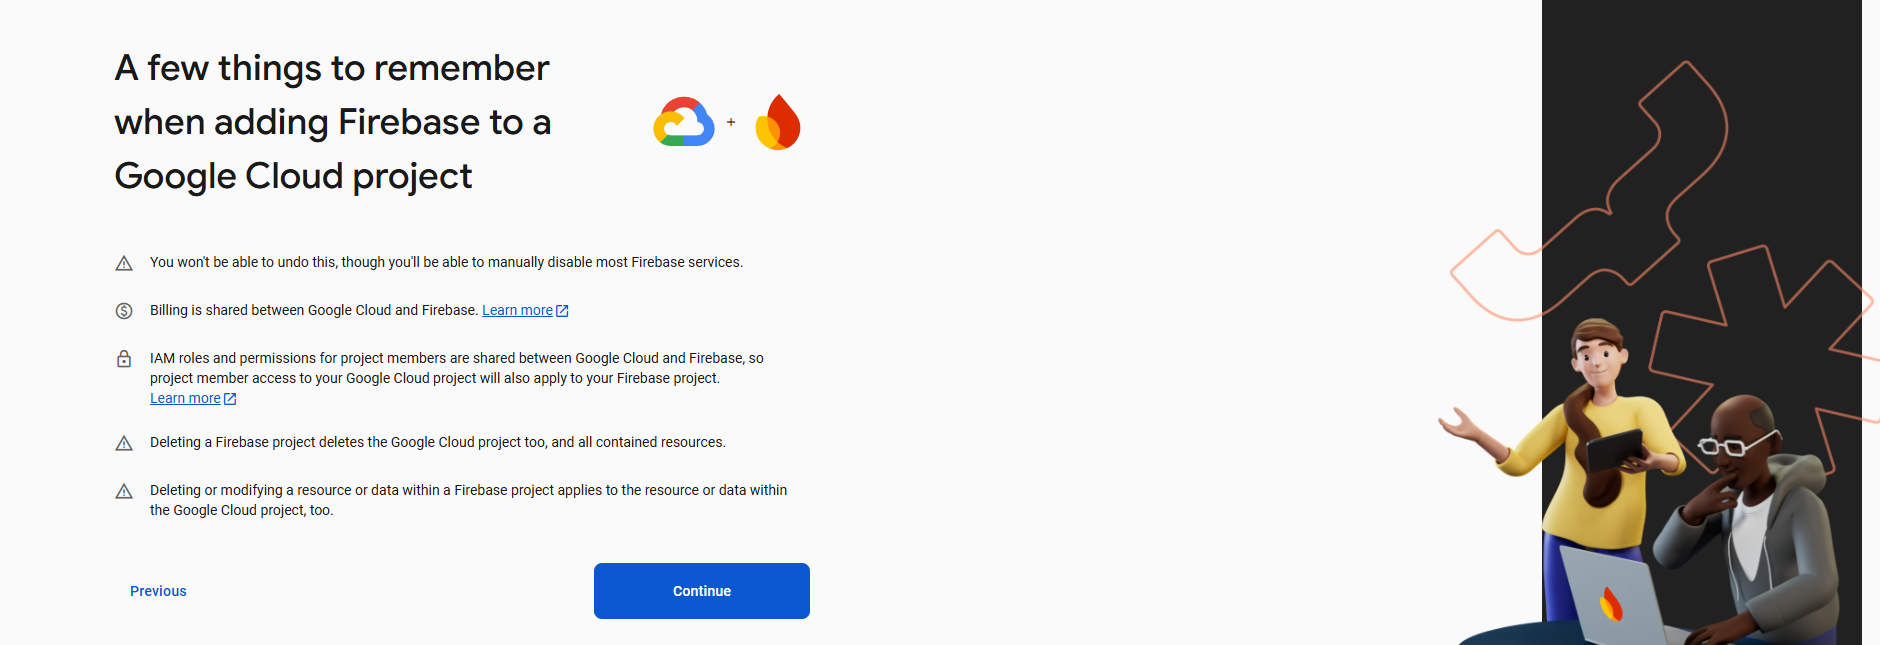 A few things to remember
when adding Firebase to a
Google Cloud project
+
You won't be able to undo this, though you'll be able to manually disable most Firebase services.
Billing is shared between Google Cloud and Firebase. Learn more
IAM roles and permissions for project members are shared between Google Cloud and Firebase, so
project member access to your Google Cloud project will also apply to your Firebase project.
Learn more
Deleting a Firebase project deletes the Google Cloud project too, and all contained resources.
Deleting or modifying a resource or data within a Firebase project applies to the resource or data within
the Google Cloud project, too.
Previous
Continue